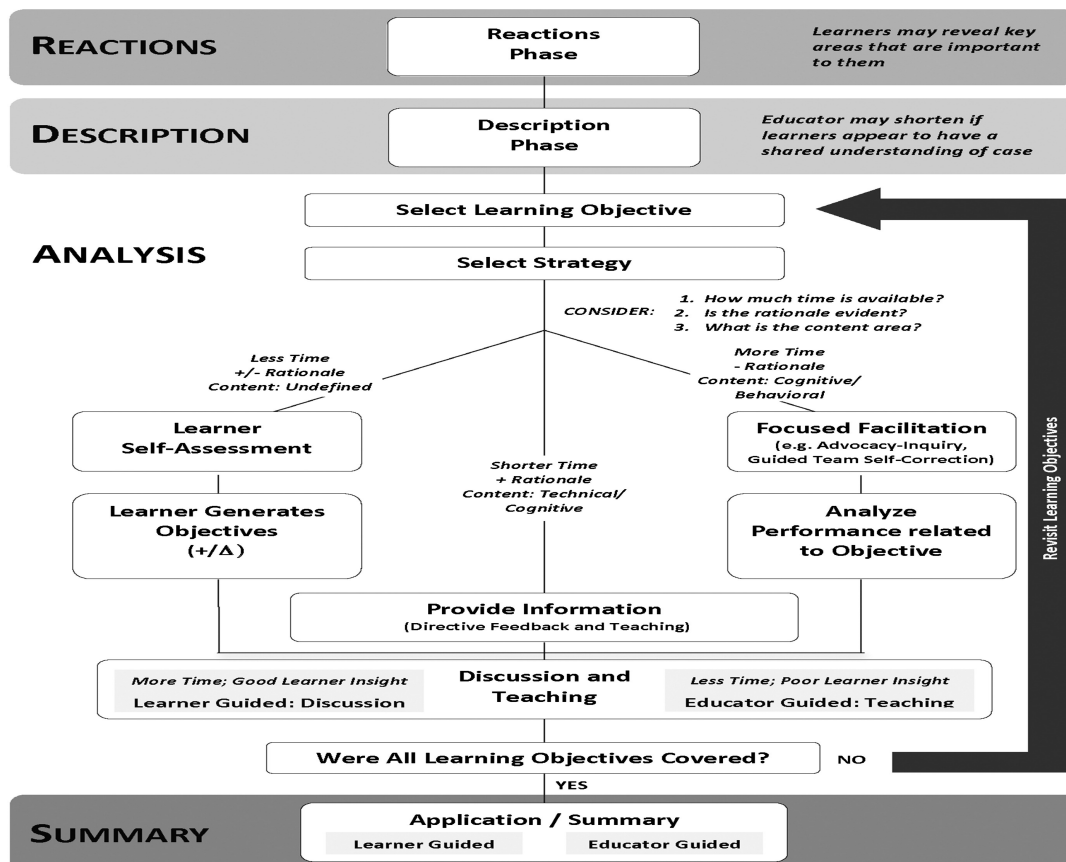 REACTIONS
Reactions
Phase
Learners may reveal key
areas that are important
to them
DESCRIPTION
Description
Phase
Educator may shorten if
learners appear to have a
shared understanding of case
Select Learning Objective
ANALYSIS
Select Strategy
CONSIDER:
1. How much time is available?
2. Is the rationale evident?
3. What is the content area?
Less Time
+/- Rationale
Content: Undefined
More Time
- Rationale
Content: Cognitive/
Behavioral
Learner
Self-Assessment
Shorter Time
+ Rationale
Content: Technical/
Cognitive
Focused Facilitation
(e.g. Advocacy-Inquiry,
Guided Team Self-Correction)
Learner Generates
Objectives
(+/Δ)
Analyze
Performance related
to Objective
Revisit Learning Objectives
Provide Information
(Directive Feedback and Teaching)
More Time; Good Learner Insight
Learner Guided: Discussion
Discussion and
Teaching
Less Time; Poor Learner Insight
Educator Guided: Teaching
Were All Learning Objectives Covered?
NO
YES
SUMMARY
Application / Summary
Learner Guided
Educator Guided